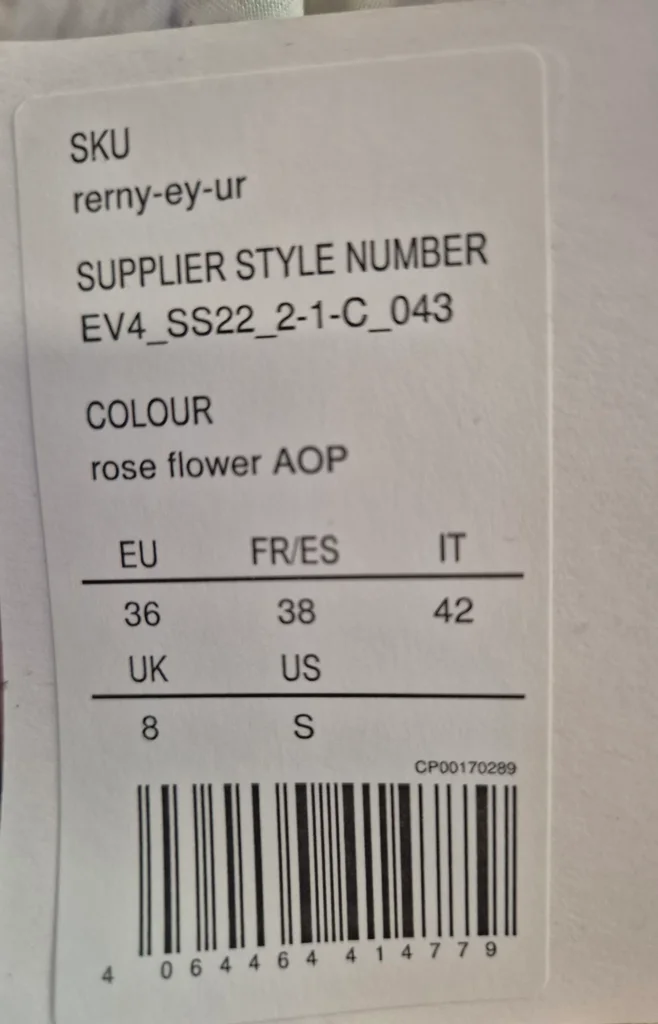 SKU
rerny-ey-ur
SUPPLIER STYLE NUMBER
EV4_SS22_2-1-C_043
COLOUR
rose flower AOP
EU FR/ES IT
36 38 42
UK US
8 S
CP00170289
4 064464 414779